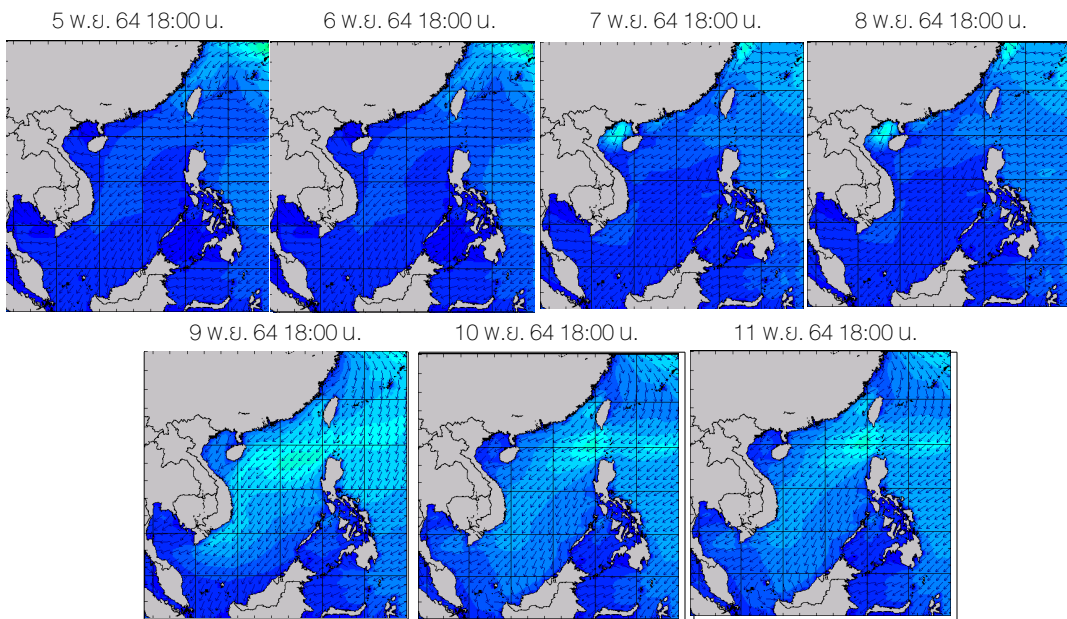 5 พ.ย. 64 18:00 น.
6 พ.ย. 64 18:00 น.
7 พ.ย. 64 18:00 น.
8 พ.ย. 64 18:00 น.
9 พ.ย. 64 18:00 น.
10 พ.ย. 64 18:00 น.
11 พ.ย. 64 18:00 น.